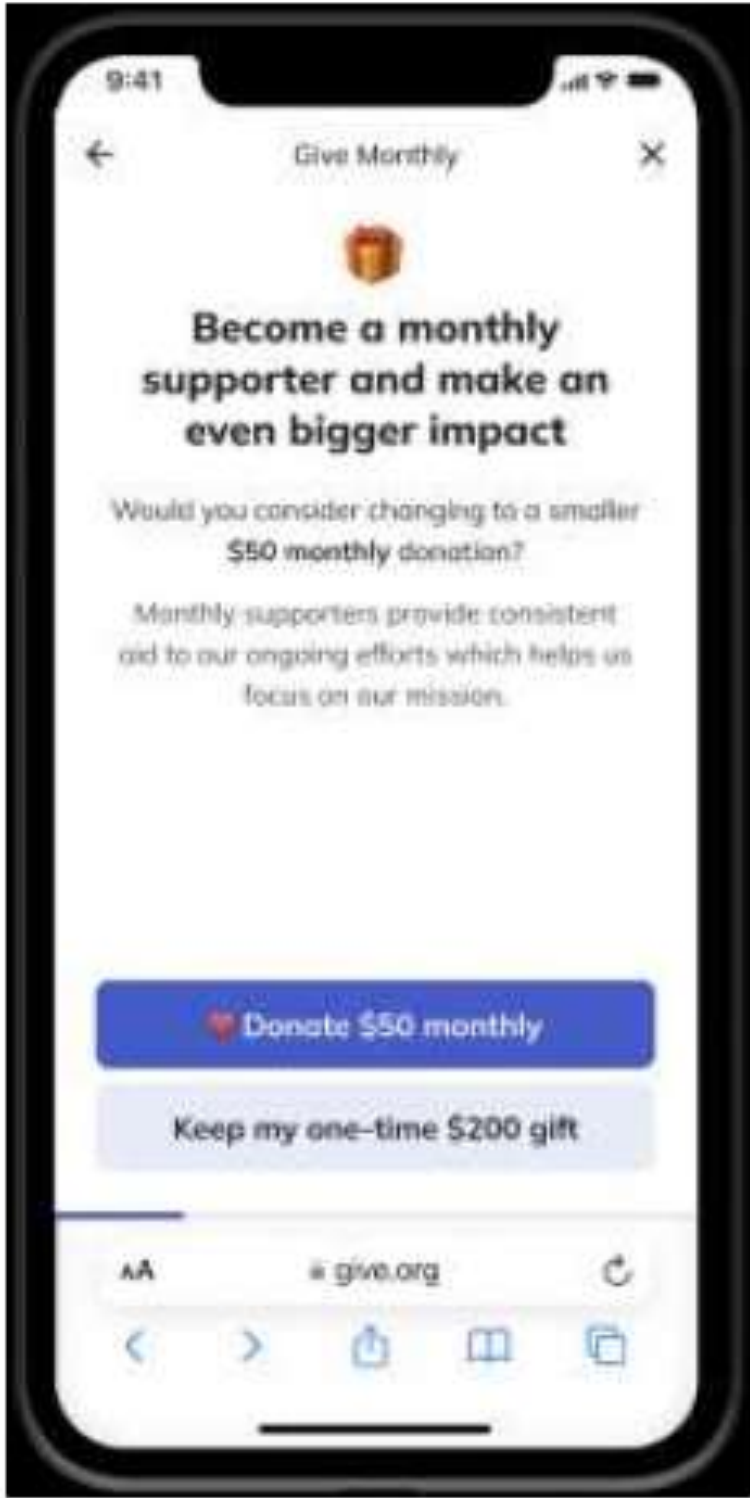 9:41
Give Monthly
Become a monthly
supporter and make an
even bigger impact
Would you consider changing to a smaller
$50 monthly donation?
Monthly supporters provide consistent
aid to our ongoing efforts which helps us
focus on our mission.
Donate $50 monthly
Keep my one-time $200 gift
AA give.org